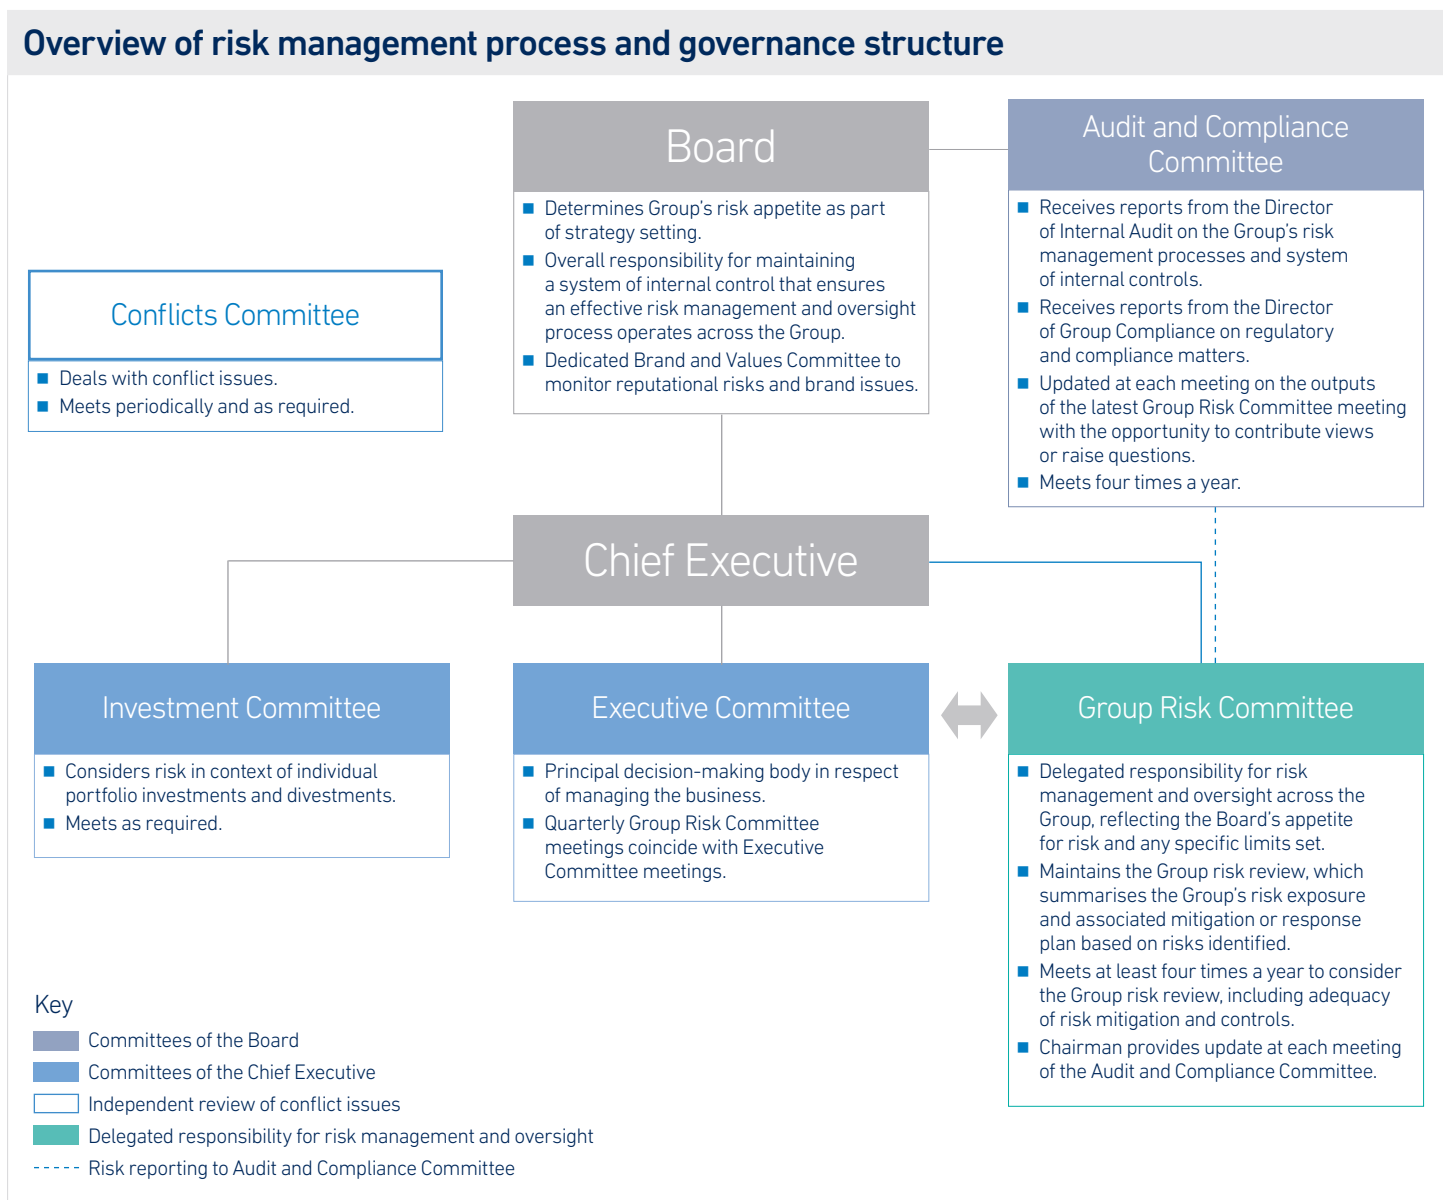 Overview of risk management process and governance structure
Board
Determines Group's risk appetite as part
of strategy setting.
Overall responsibility for maintaining
a system of internal control that ensures
an effective risk management and oversight
process operates across the Group.
Dedicated Brand and Values Committee to
monitor reputational risks and brand issues.
Audit and Compliance
Committee
Receives reports from the Director
of Internal Audit on the Group's risk
management processes and system
of internal controls.
Receives reports from the Director
of Group Compliance on regulatory
and compliance matters.
Updated at each meeting on the outputs
of the latest Group Risk Committee meeting
with the opportunity to contribute views
or raise questions.
Meets four times a year.
Conflicts Committee
Deals with conflict issues.
Meets periodically and as required.
Chief Executive
Investment Committee
Considers risk in context of individual
portfolio investments and divestments.
Meets as required.
Executive Committee
Principal decision-making body in respect
of managing the business.
Quarterly Group Risk Committee
meetings coincide with Executive
Committee meetings.
Group Risk Committee
Delegated responsibility for risk
management and oversight across the
Group, reflecting the Board's appetite
for risk and any specific limits set.
Maintains the Group risk review, which
summarises the Group's risk exposure
and associated mitigation or response
plan based on risks identified.
Meets at least four times a year to consider
the Group risk review, including adequacy
of risk mitigation and controls.
Chairman provides update at each meeting
of the Audit and Compliance Committee.
Key
Committees of the Board
Committees of the Chief Executive
Independent review of conflict issues
Delegated responsibility for risk management and oversight
Risk reporting to Audit and Compliance Committee